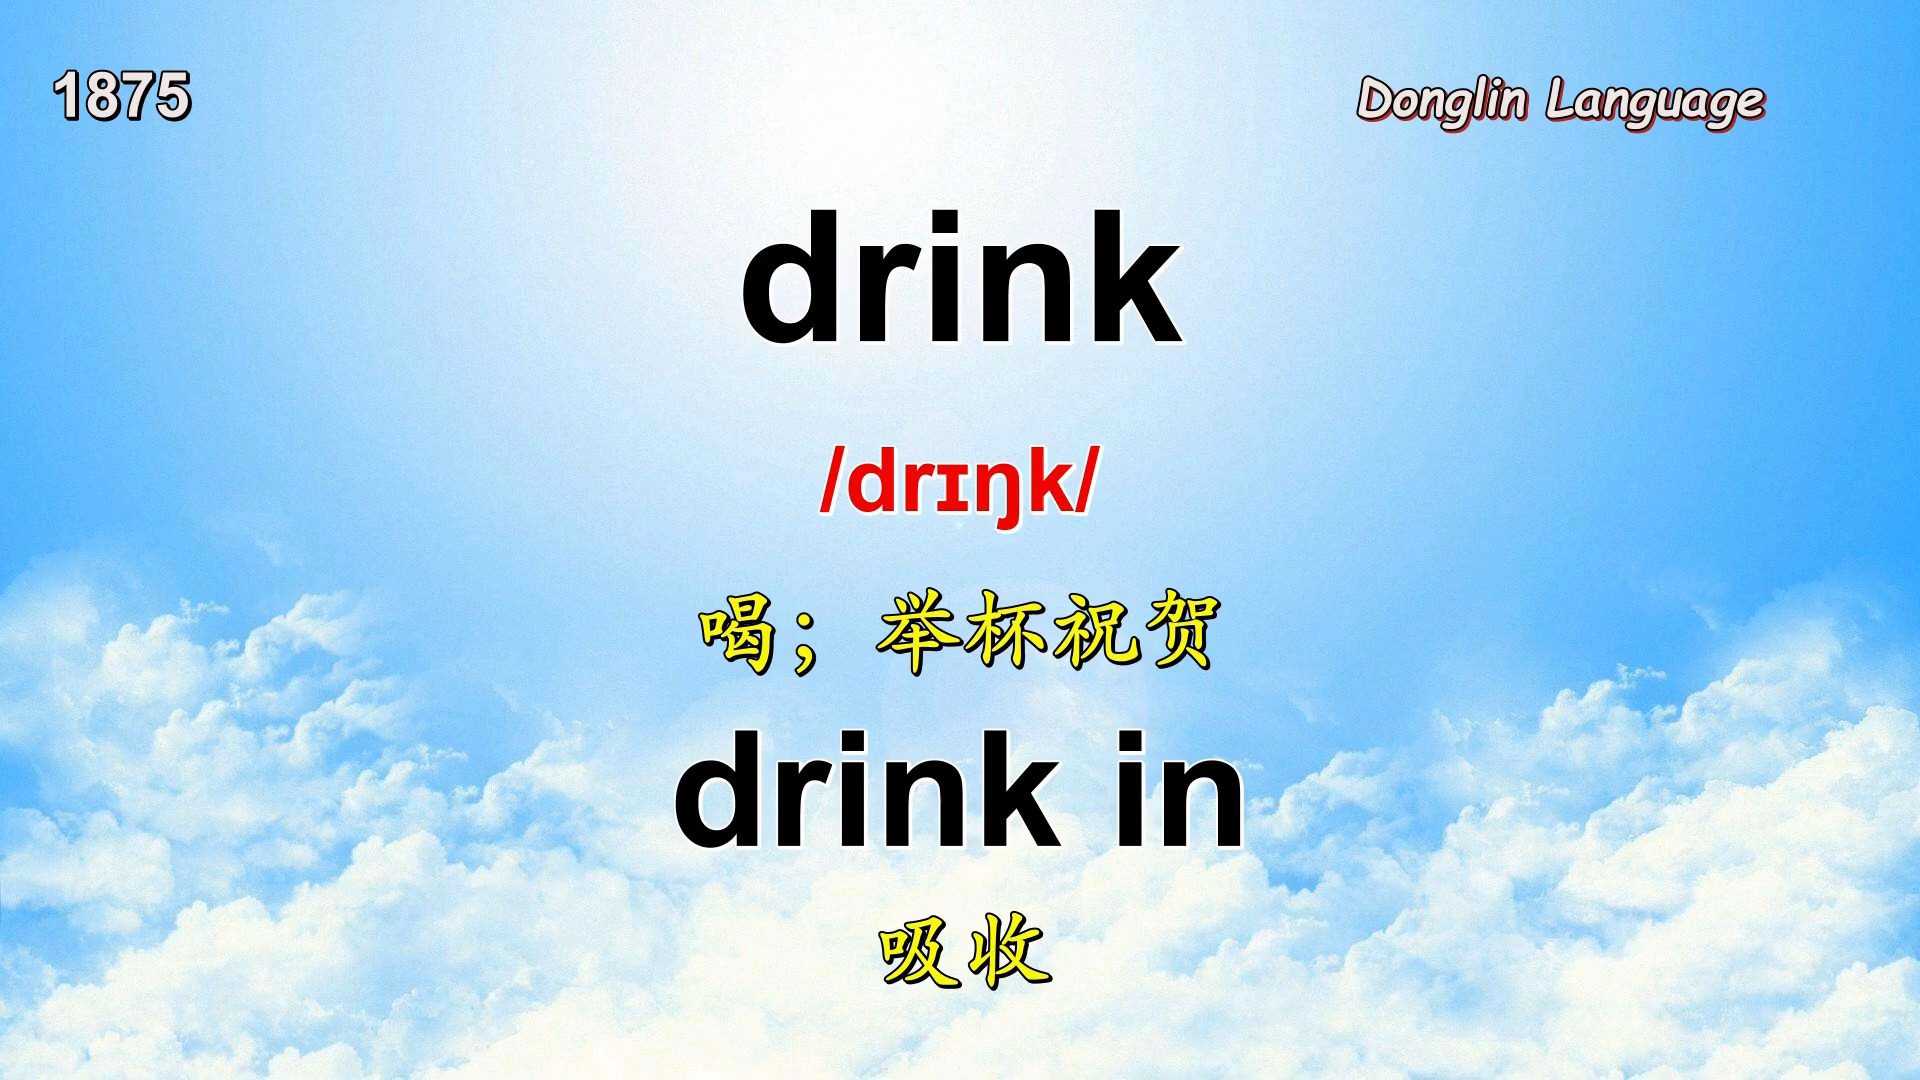 1875
Donglin Language
drink
/drɪŋk/
喝；举杯祝贺
drink in
吸收